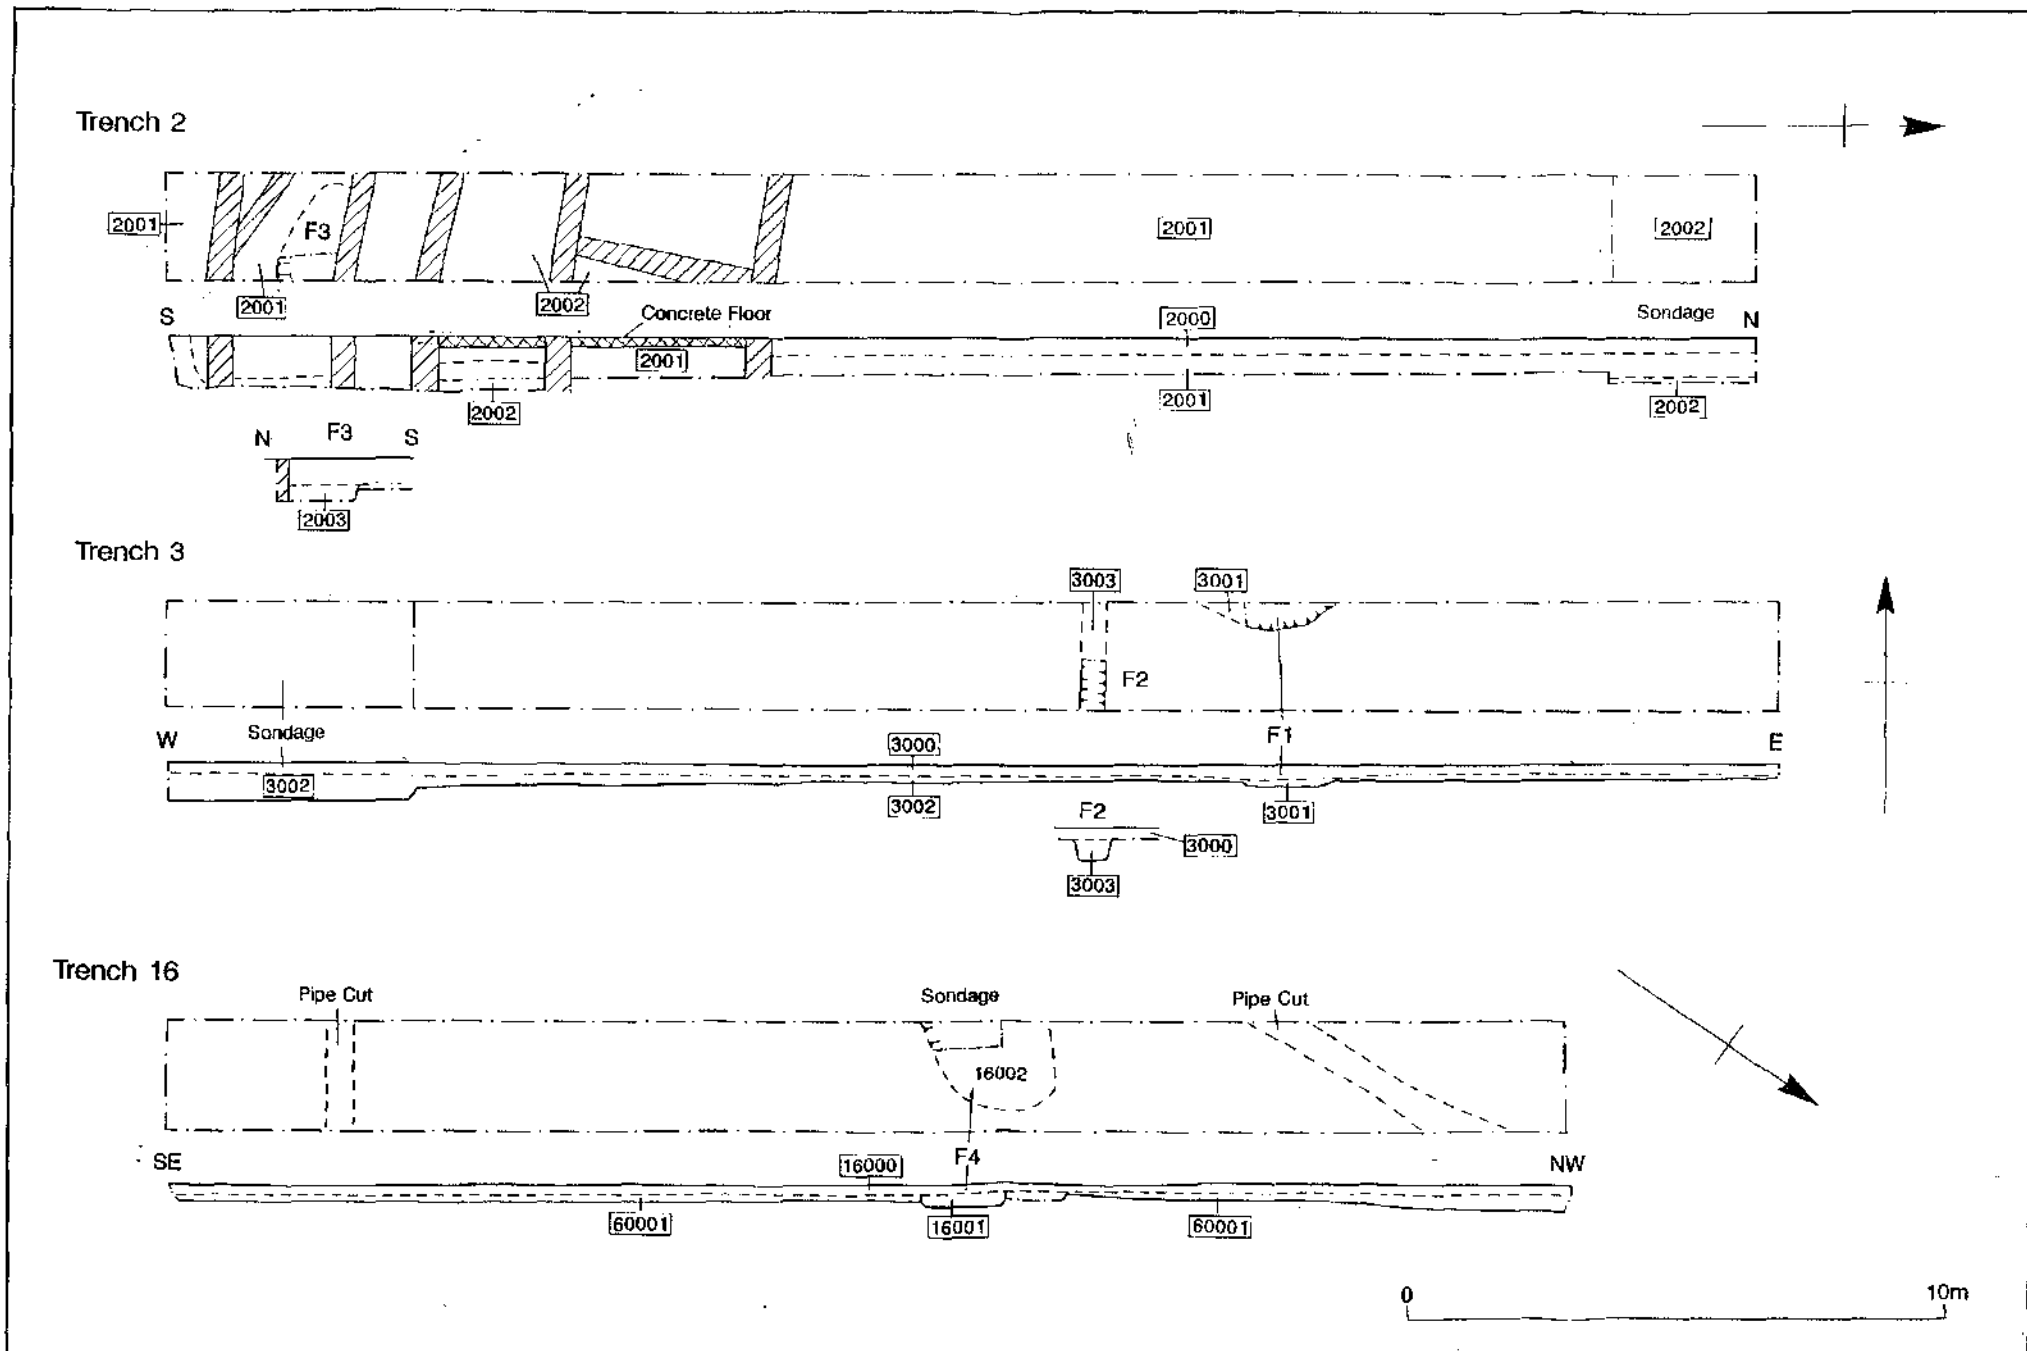 Trench 2
2001
F3
2001
2002
2001
2002
S
Concrete Floor
2000
Sondage
N
2001
2002
2001
2002
N
F3
S
2003
Trench 3
3003
3001
F2
W
Sondage
F1
E
3000
3002
3002
3001
F2
3000
3003
Trench 16
Pipe Cut
Sondage
Pipe Cut
16002
SE
16000
F4
NW
60001
16001
60001
0
10m